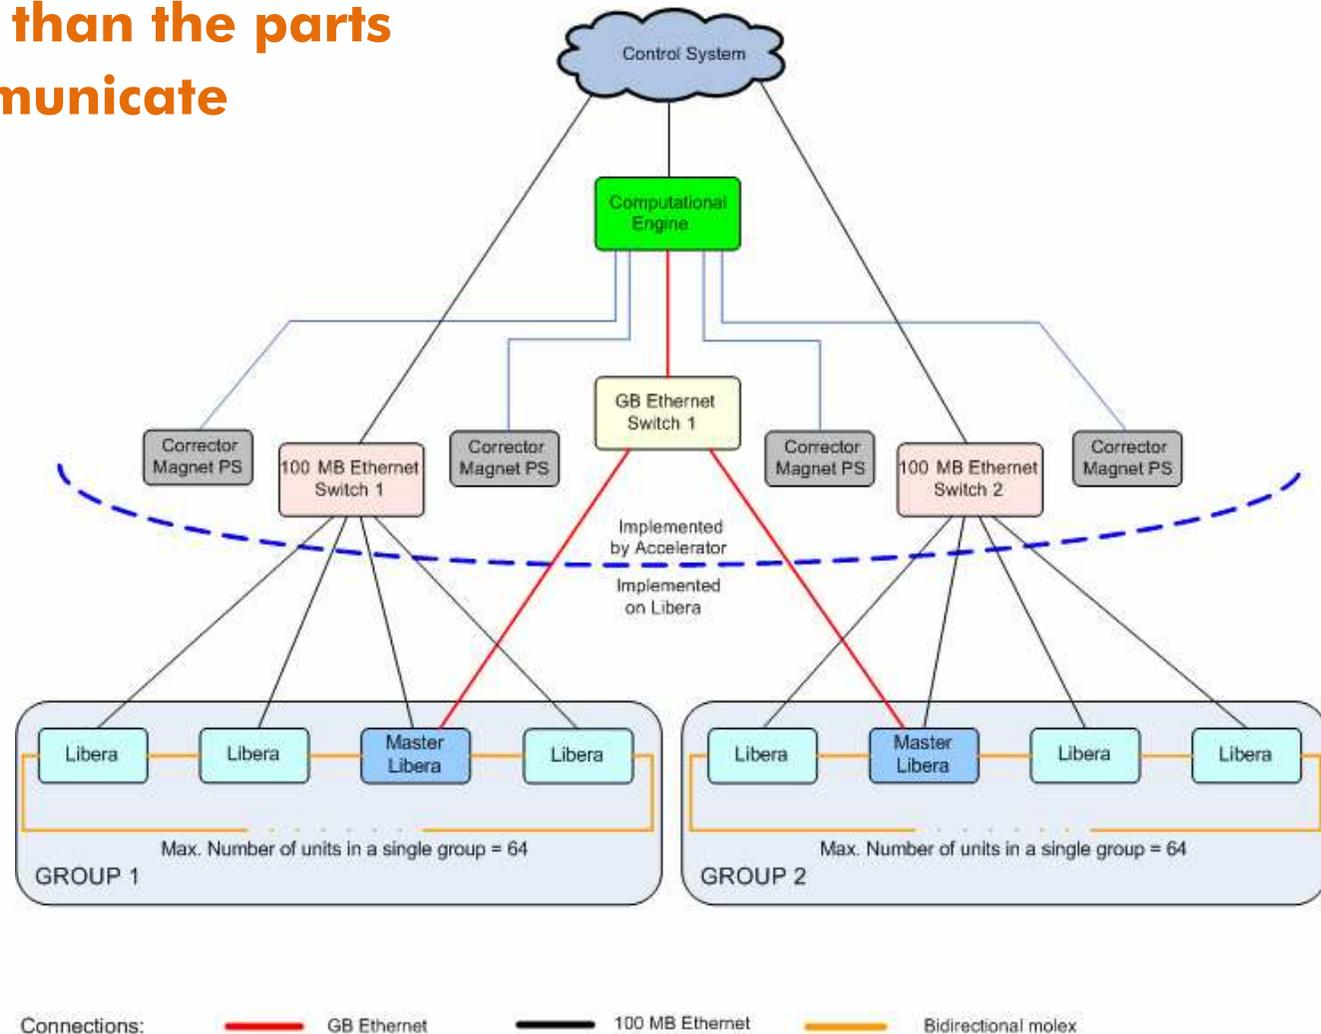 than the parts
municate
Control System
Computational
Engine
GB Ethernet
Switch 1
Corrector
Magnet PS
100 MB Ethernet
Switch 1
Corrector
Magnet PS
Corrector
Magnet PS
100 MB Ethernet
Switch 2
Corrector
Magnet PS
Implemented
by Accelerator
Implemented
on Libera
Libera
Libera
Master
Libera
Libera
Libera
Master
Libera
Libera
Libera
Max. Number of units in a single group = 64
GROUP 1
Max. Number of units in a single group = 64
GROUP 2
Connections:
GB Ethernet
100 MB Ethernet
Bidirectional molex